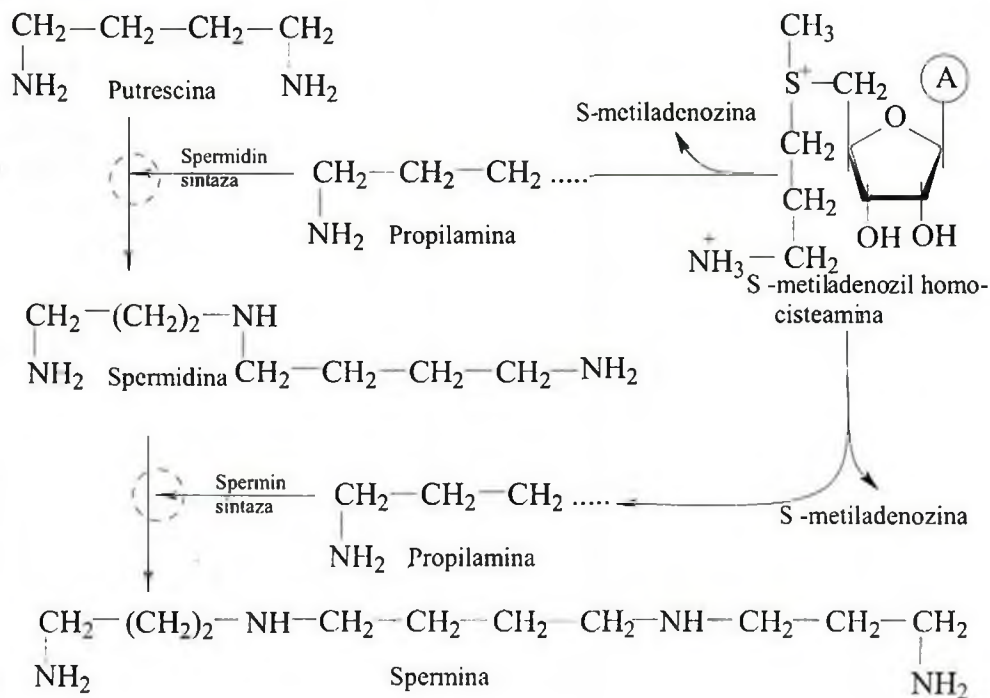 CH₂—CH₂—CH₂—CH₂
NH₂ Putrescina NH₂
CH₃
S⁺—CH₂
A
O
CH₂
CH₂
OH OH
⁺NH₃—CH₂
S-metiladenozil homo-
cisteamina
S-metiladenozina
Spermidin
sintaza
CH₂—CH₂—CH₂ .....
NH₂ Propilamina
CH₂—(CH₂)₂—NH
NH₂ Spermidina CH₂—CH₂—CH₂—CH₂—NH₂
Spermin
sintaza
CH₂—CH₂—CH₂ .....
NH₂ Propilamina
S -metiladenozina
CH₂—(CH₂)₂—NH—CH₂—CH₂—CH₂—CH₂—NH—CH₂—CH₂—CH₂
NH₂ Spermina NH₂